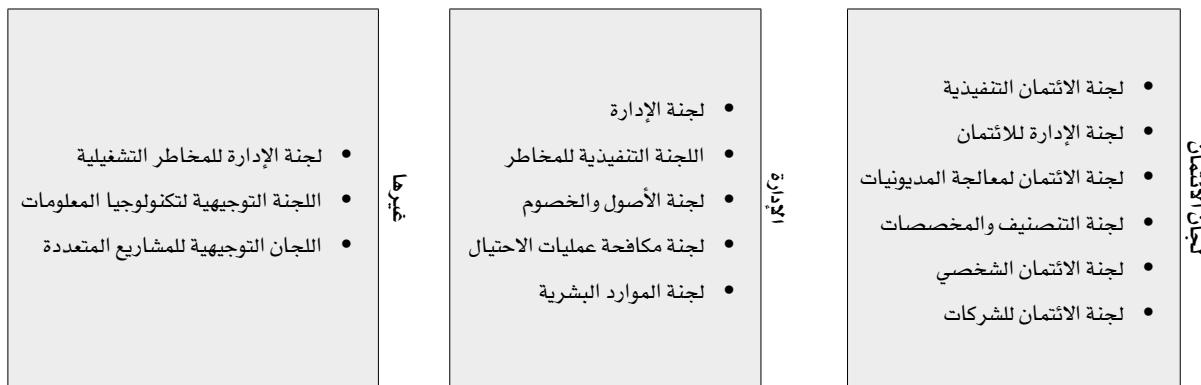 لجان الائتمان
لجنة الائتمان التنفيذية
لجنة الإدارة للائتمان
لجنة الائتمان لمعالجة المديونيات
لجنة التصنيف والمخصصات
لجنة الائتمان الشخصي
لجنة الائتمان للشركات
الإدارة
لجنة الإدارة
اللجنة التنفيذية للمخاطر
لجنة الأصول والخصوم
لجنة مكافحة عمليات الاحتيال
لجنة الموارد البشرية
غيرها
لجنة الإدارة للمخاطر التشغيلية
اللجنة التوجيهية لتكنولوجيا المعلومات
اللجان التوجيهية للمشاريع المتعددة